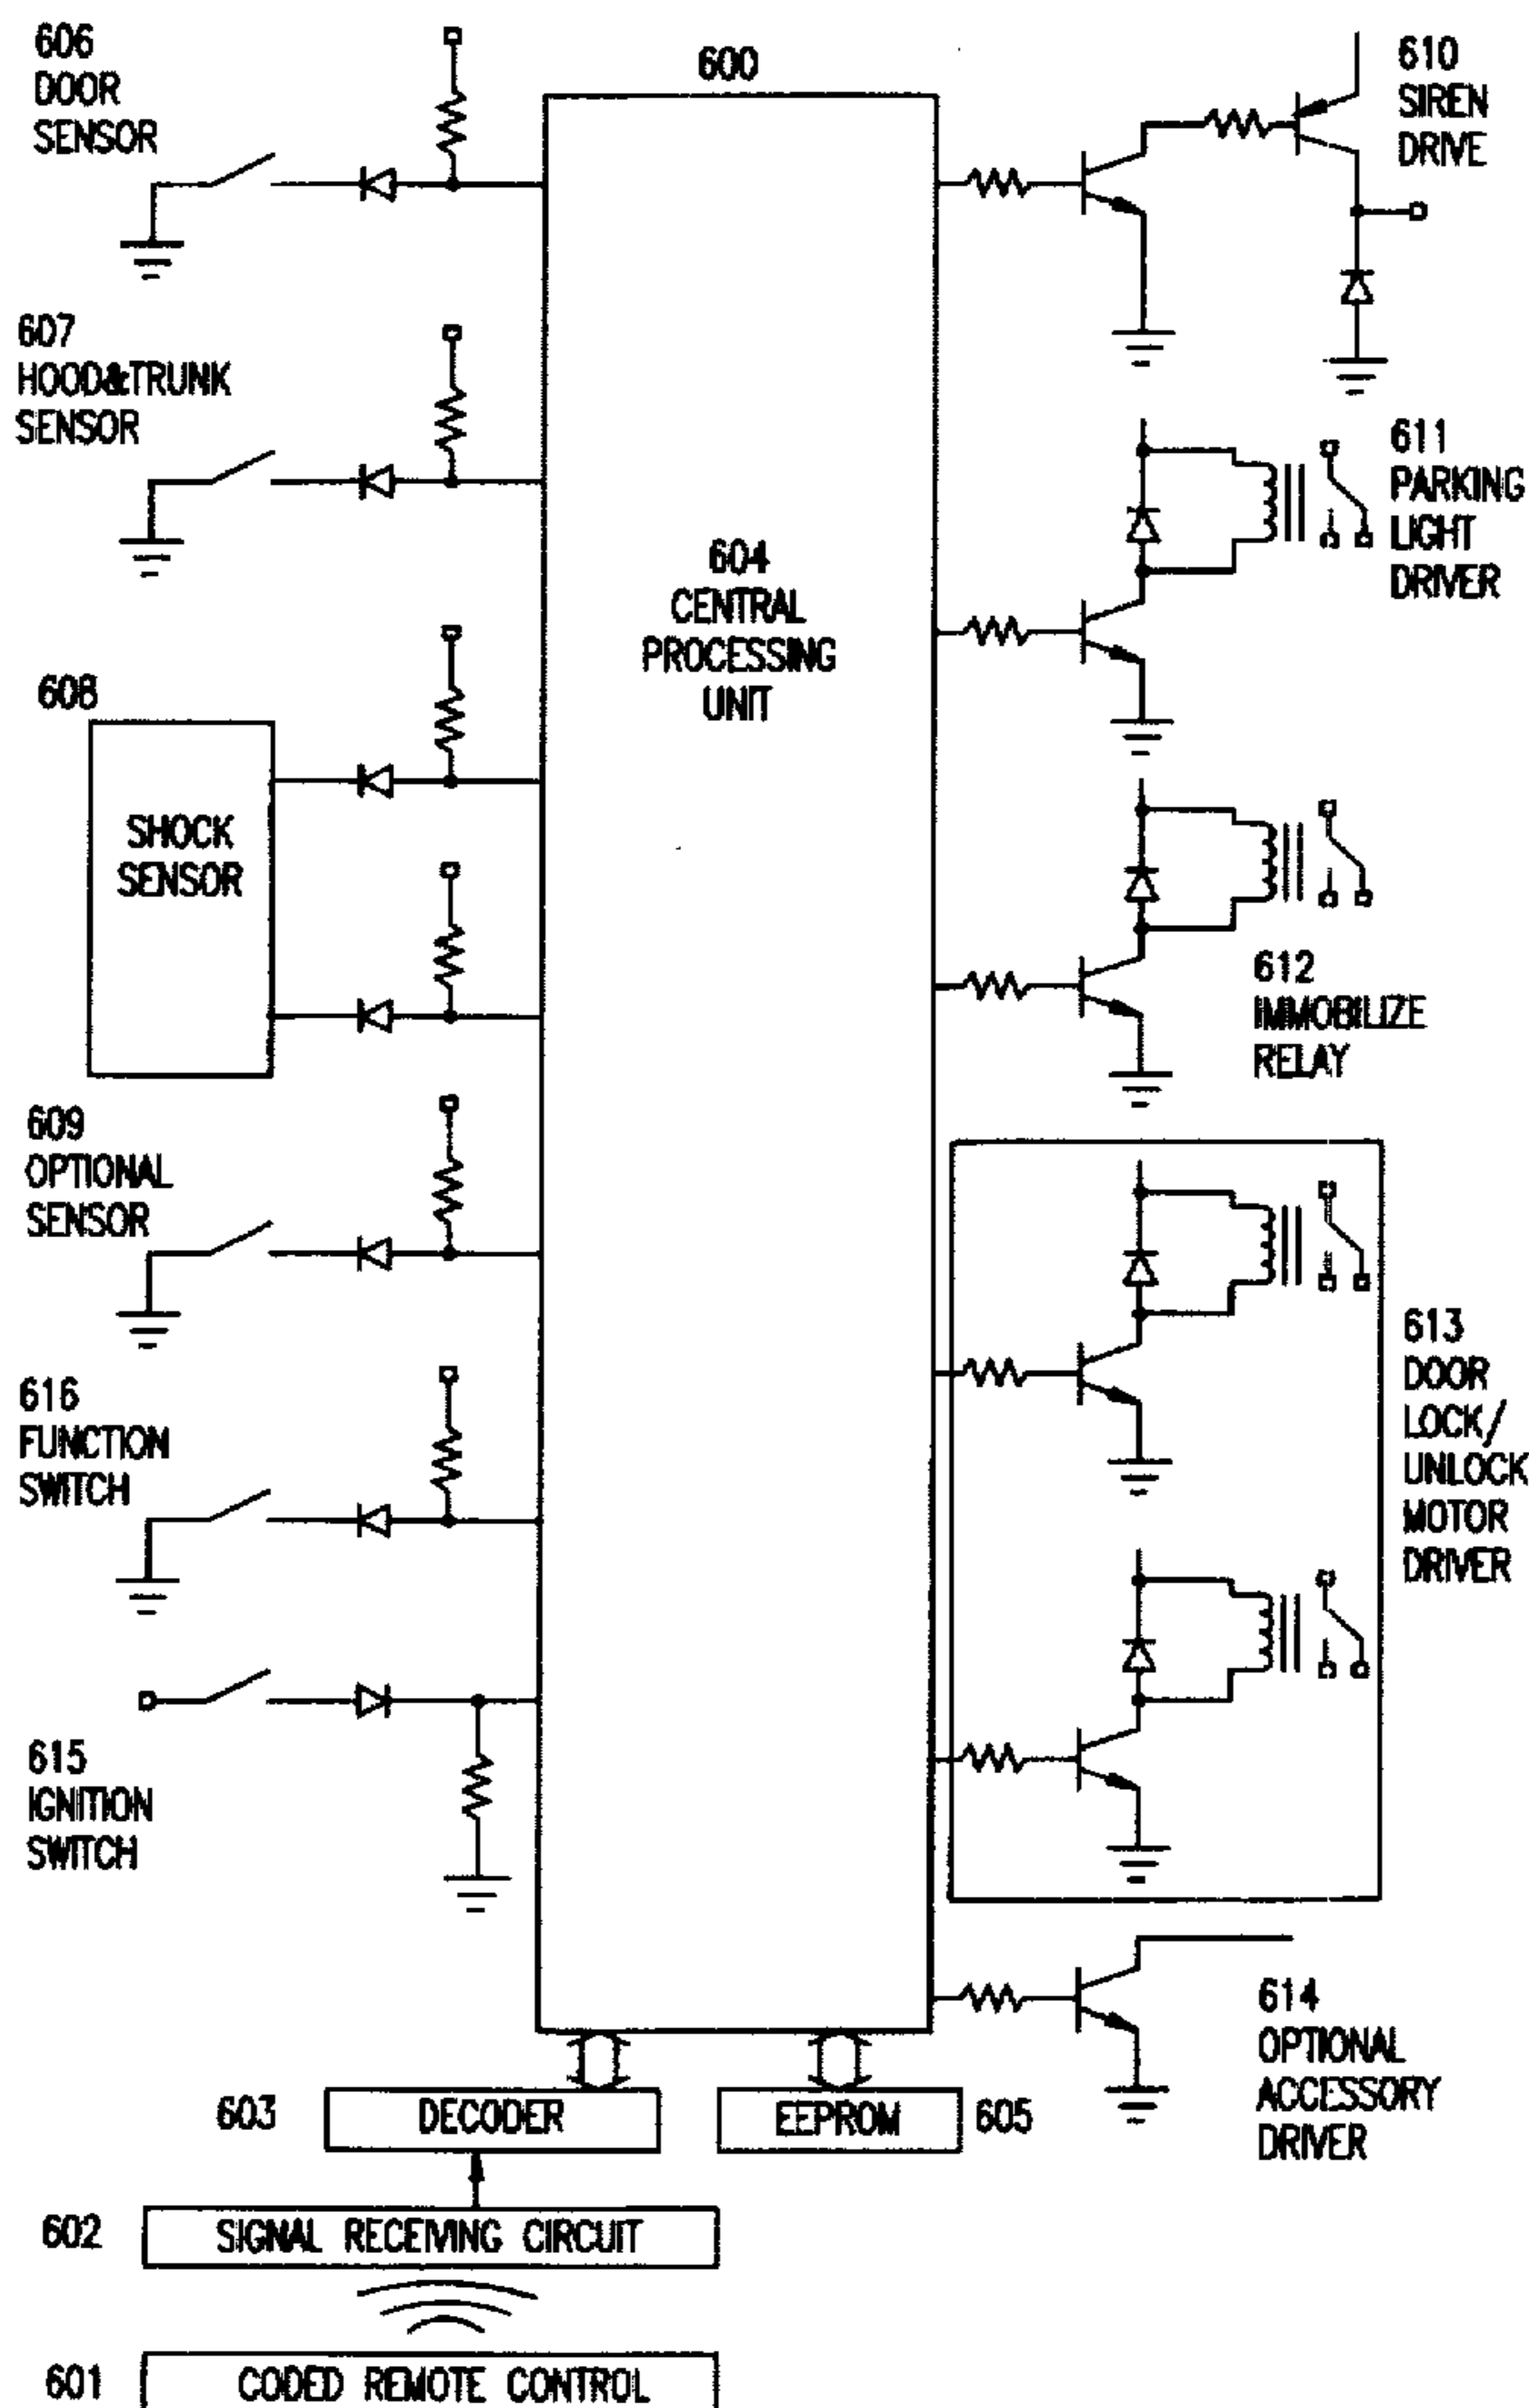 606
DOOR
SENSOR
600
610
SIREN
DRIVE
607
HOOD&TRUNK
SENSOR
611
PARKING
LIGHT
DRIVER
604
CENTRAL
PROCESSING
UNIT
608
SHOCK
SENSOR
612
IMMOBILIZE
RELAY
609
OPTIONAL
SENSOR
613
DOOR
LOCK/
UNLOCK
MOTOR
DRIVER
616
FUNCTION
SWITCH
615
IGNITION
SWITCH
614
OPTIONAL
ACCESSORY
DRIVER
603
DECODER
EEPROM
605
602
SIGNAL RECEIVING CIRCUIT
601
CODED REMOTE CONTROL